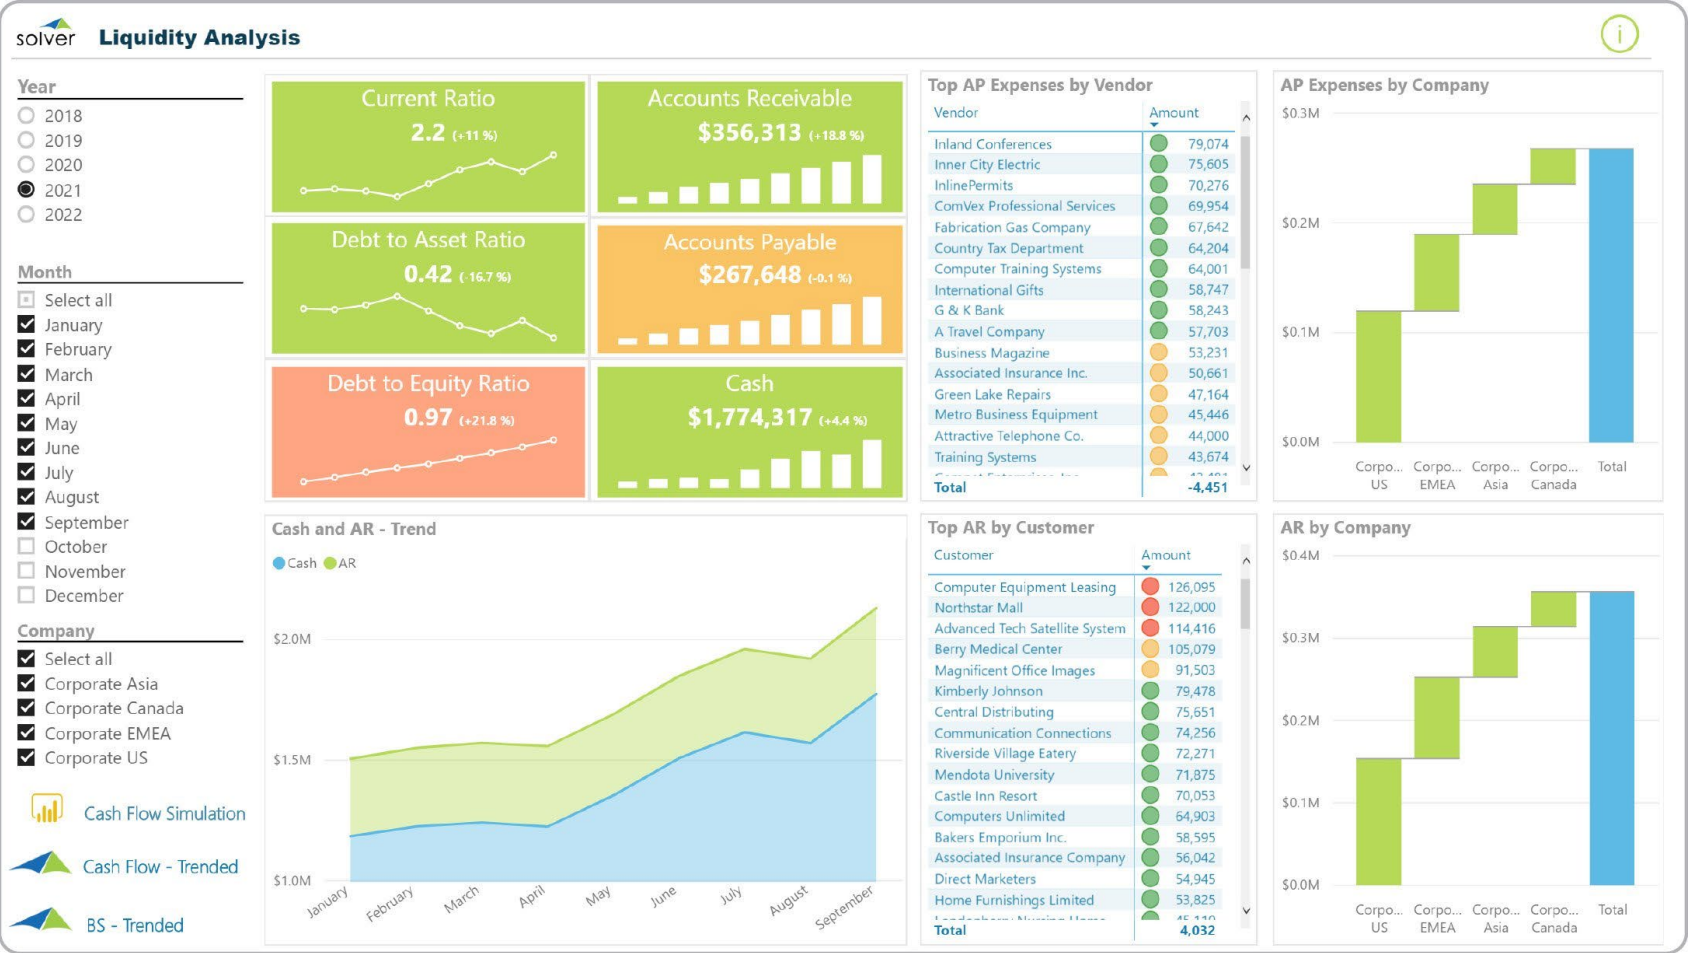 solver
Liquidity Analysis
i
Year
2018
2019
2020
2021
2022
Month
Select all
January
February
March
April
May
June
July
August
September
October
November
December
Company
Select all
Corporate Asia
Corporate Canada
Corporate EMEA
Corporate US
Cash Flow Simulation
Cash Flow - Trended
BS - Trended
Current Ratio
2.2 (+11 %)
Accounts Receivable
$356,313 (+18.8 %)
Debt to Asset Ratio
0.42 (-16.7 %)
Accounts Payable
$267,648 (-0.1 %)
Debt to Equity Ratio
0.97 (+21.8 %)
Cash
$1,774,317 (+4.4 %)
Cash and AR - Trend
Cash AR
$2.0M
$1.5M
$1.0M
January February March April May June July August September
Top AP Expenses by Vendor
Vendor Amount
Inland Conferences 79,074
Inner City Electric 75,605
InlinePermits 70,276
ComVex Professional Services 69,954
Fabrication Gas Company 67,642
Country Tax Department 64,204
Computer Training Systems 64,001
International Gifts 58,747
G & K Bank 58,243
A Travel Company 57,703
Business Magazine 53,231
Associated Insurance Inc. 50,661
Green Lake Repairs 47,164
Metro Business Equipment 45,446
Attractive Telephone Co. 44,000
Training Systems 43,674
Total -4,451
Top AR by Customer
Customer Amount
Computer Equipment Leasing 126,095
Northstar Mall 122,000
Advanced Tech Satellite System 114,416
Berry Medical Center 105,079
Magnificent Office Images 91,503
Kimberly Johnson 79,478
Central Distributing 75,651
Communication Connections 74,256
Riverside Village Eatery 72,271
Mendota University 71,875
Castle Inn Resort 70,053
Computers Unlimited 64,903
Bakers Emporium Inc. 58,595
Associated Insurance Company 56,042
Direct Marketers 54,945
Home Furnishings Limited 53,825
Total 4,032
AP Expenses by Company
$0.3M
$0.2M
$0.1M
$0.0M
Corpo... Corpo... Corpo... Corpo... Total
US EMEA Asia Canada
AR by Company
$0.4M
$0.3M
$0.2M
$0.1M
$0.0M
Corpo... Corpo... Corpo... Corpo... Total
US EMEA Asia Canada